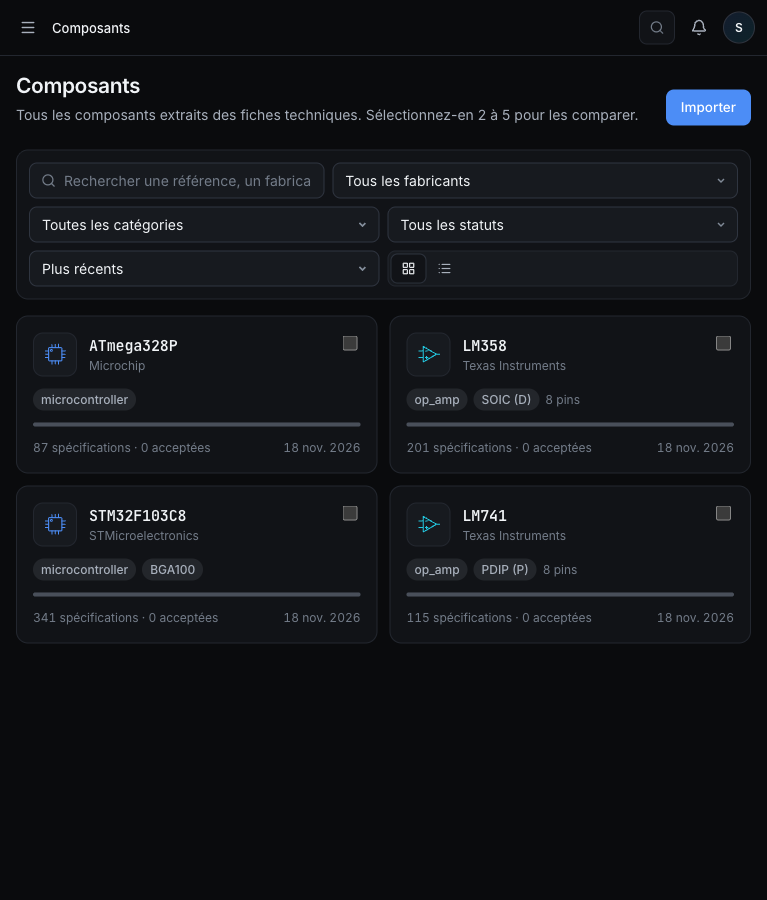 Composants
S
Composants
Tous les composants extraits des fiches techniques. Sélectionnez-en 2 à 5 pour les comparer.
Importer
Rechercher une référence, un fabrica
Tous les fabricants
Toutes les catégories
Tous les statuts
Plus récents
ATmega328P
Microchip
microcontroller
87 spécifications · 0 acceptées
18 nov. 2026
LM358
Texas Instruments
op_amp
SOIC (D)
8 pins
201 spécifications · 0 acceptées
18 nov. 2026
STM32F103C8
STMicroelectronics
microcontroller
BGA100
341 spécifications · 0 acceptées
18 nov. 2026
LM741
Texas Instruments
op_amp
PDIP (P)
8 pins
115 spécifications · 0 acceptées
18 nov. 2026